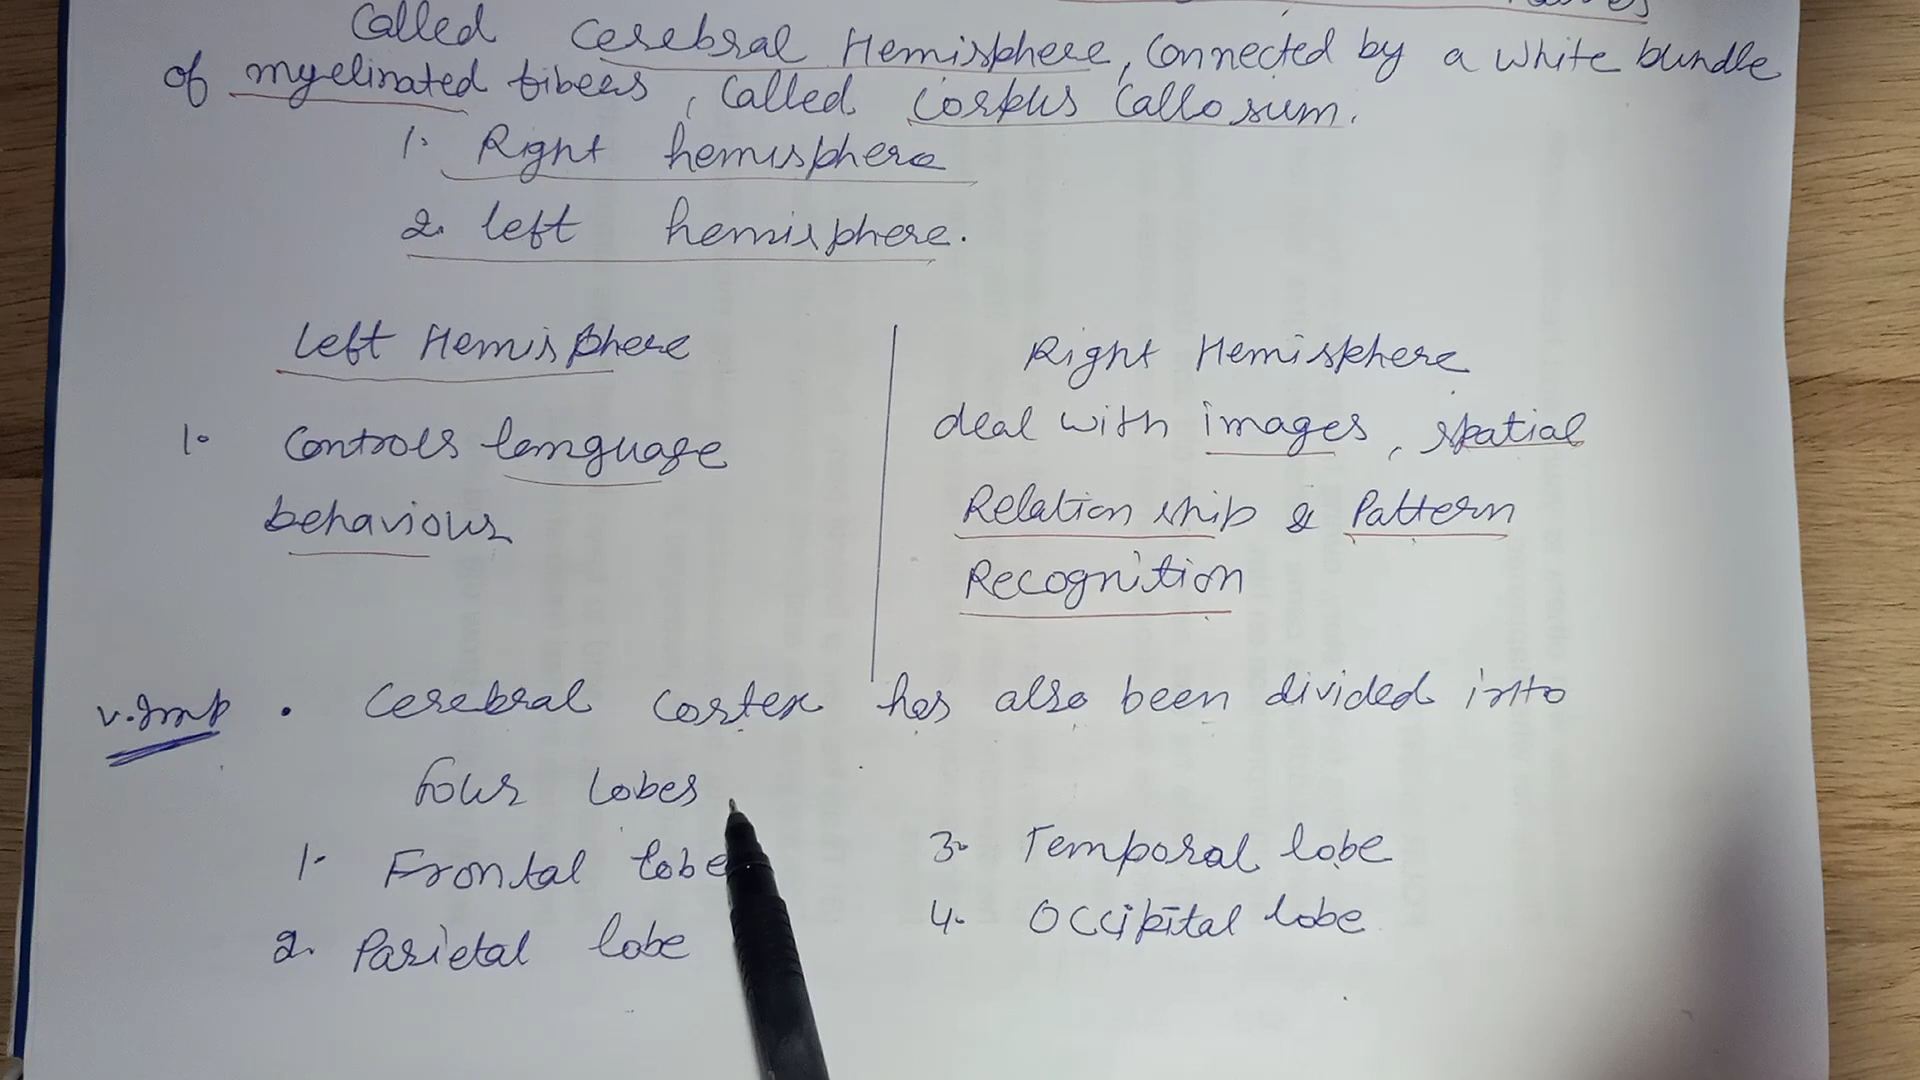 Called Cerebral Hemisphere, connected by a white bundle
of myelinated fibers, called Corpus Callosum.
1. Right hemisphere
2. left hemisphere.
Left Hemisphere
1. Controls language
behaviour
Right Hemisphere
deal with images, spatial
Relationship & Pattern
Recognition
v.Imp . Cerebral cortex has also been divided into
four lobes
1. Frontal lobe
2. Parietal lobe
3. Temporal lobe
4. Occipital lobe